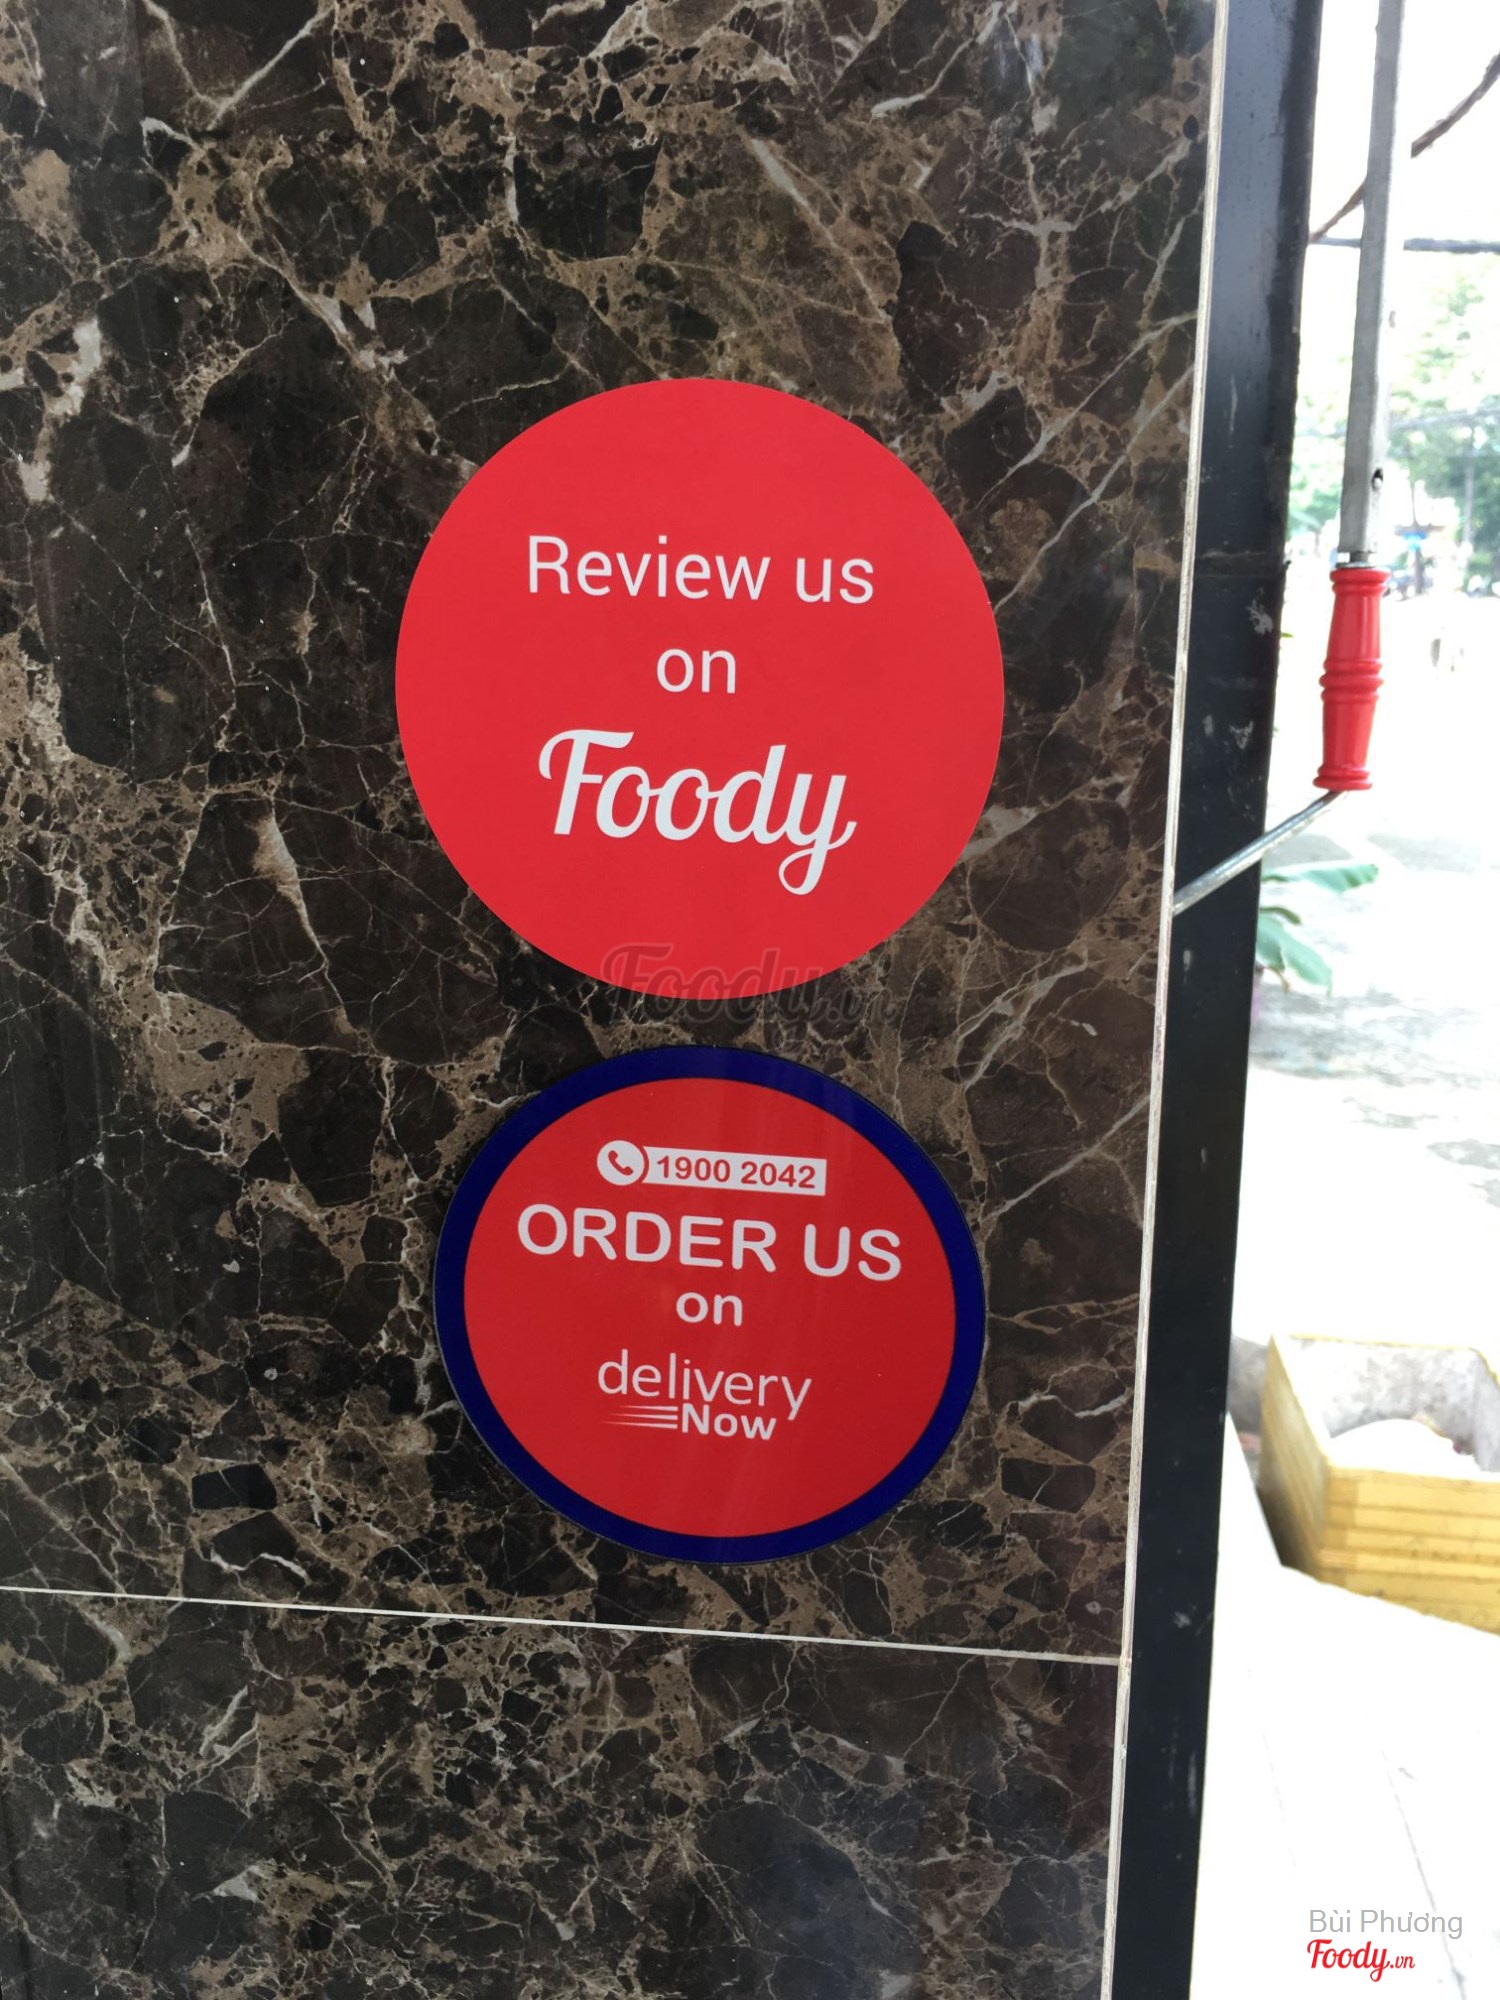 Review us
on
Foody
Foody.vn
1900 2042
ORDER US
on
delivery
Now
Bùi Phương
Foody.vn